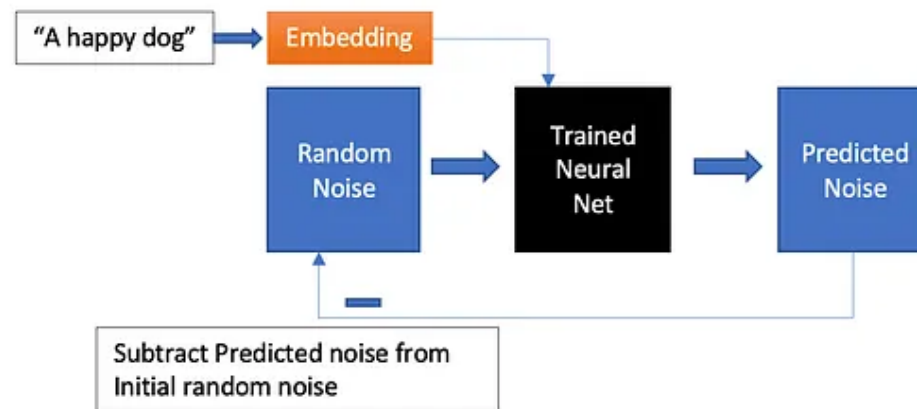 “A happy dog”
Embedding
Random
Noise
Trained
Neural
Net
Predicted
Noise
Subtract Predicted noise from
Initial random noise